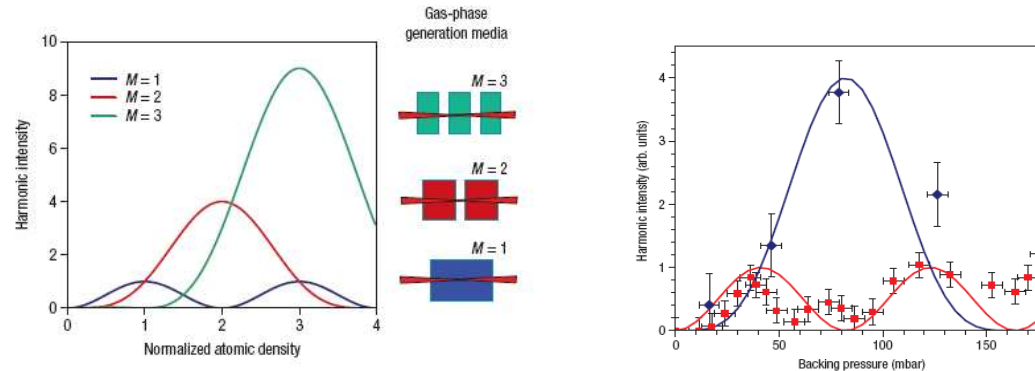 Gas-phase
generation media
10
8
6
4
2
0
Harmonic intensity
M = 1
M = 2
M = 3
0 1 2 3 4
Normalized atomic density
M = 3
M = 2
M = 1
4
3
2
1
0
Harmonic intensity (arb. units)
0 50 100 150
Backing pressure (mbar)